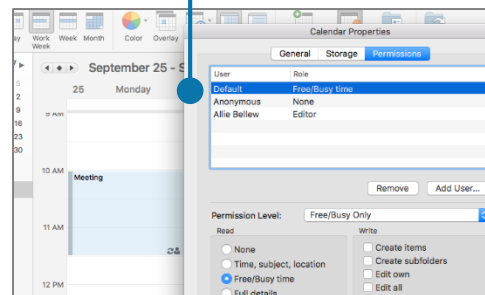 Calendar Properties
Work Week
Week
Month
Color
Overlay
General Storage Permissions
September 25 - S
25 Monday
User Role
Default Free/Busy time
Anonymous None
Allie Bellew Editor
2
9
16
23
30
9 AM
10 AM
Meeting
11 AM
12 PM
Remove Add User...
Permission Level: Free/Busy Only
Read Write
None Create items
Time, subject, location Create subfolders
Free/Busy time Edit own
Full details Edit all